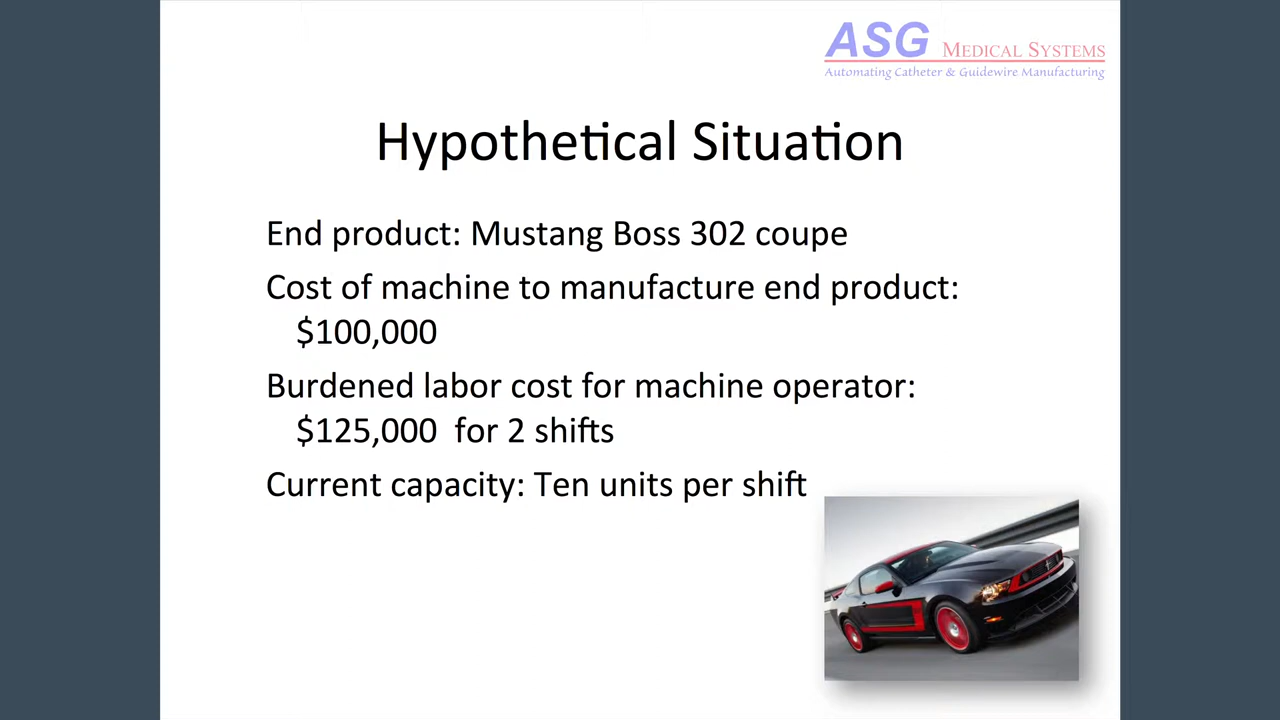 ASG MEDICAL SYSTEMS
Automating Catheter & Guidewire Manufacturing
Hypothetical Situation
End product: Mustang Boss 302 coupe
Cost of machine to manufacture end product:
$100,000
Burdened labor cost for machine operator:
$125,000 for 2 shifts
Current capacity: Ten units per shift